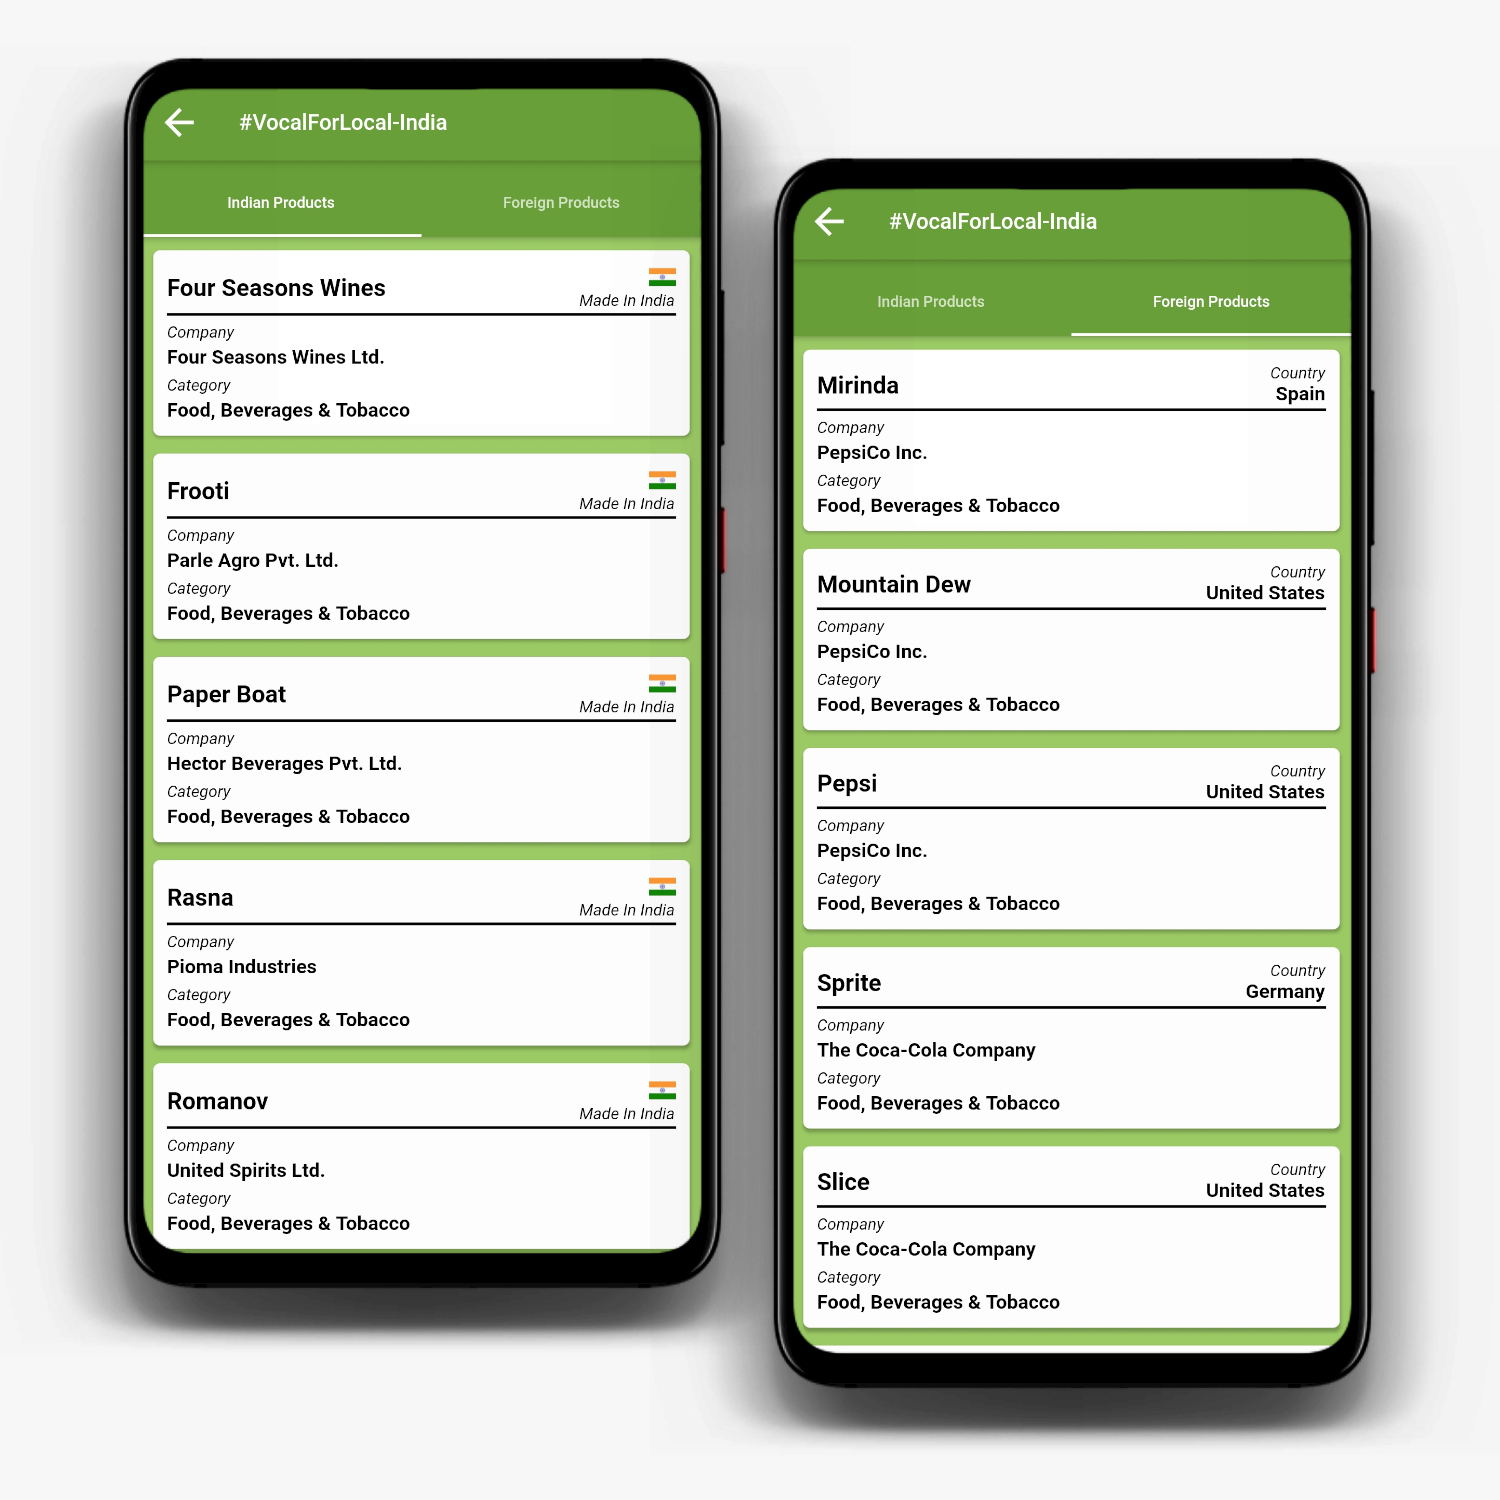 #VocalForLocal-India
Indian Products
Foreign Products
Four Seasons Wines
Made In India
Company
Four Seasons Wines Ltd.
Category
Food, Beverages & Tobacco
Frooti
Made In India
Company
Parle Agro Pvt. Ltd.
Category
Food, Beverages & Tobacco
Paper Boat
Made In India
Company
Hector Beverages Pvt. Ltd.
Category
Food, Beverages & Tobacco
Rasna
Made In India
Company
Pioma Industries
Category
Food, Beverages & Tobacco
Romanov
Made In India
Company
United Spirits Ltd.
Category
Food, Beverages & Tobacco
#VocalForLocal-India
Indian Products
Foreign Products
Mirinda
Country
Spain
Company
PepsiCo Inc.
Category
Food, Beverages & Tobacco
Mountain Dew
Country
United States
Company
PepsiCo Inc.
Category
Food, Beverages & Tobacco
Pepsi
Country
United States
Company
PepsiCo Inc.
Category
Food, Beverages & Tobacco
Sprite
Country
Germany
Company
The Coca-Cola Company
Category
Food, Beverages & Tobacco
Slice
Country
United States
Company
The Coca-Cola Company
Category
Food, Beverages & Tobacco